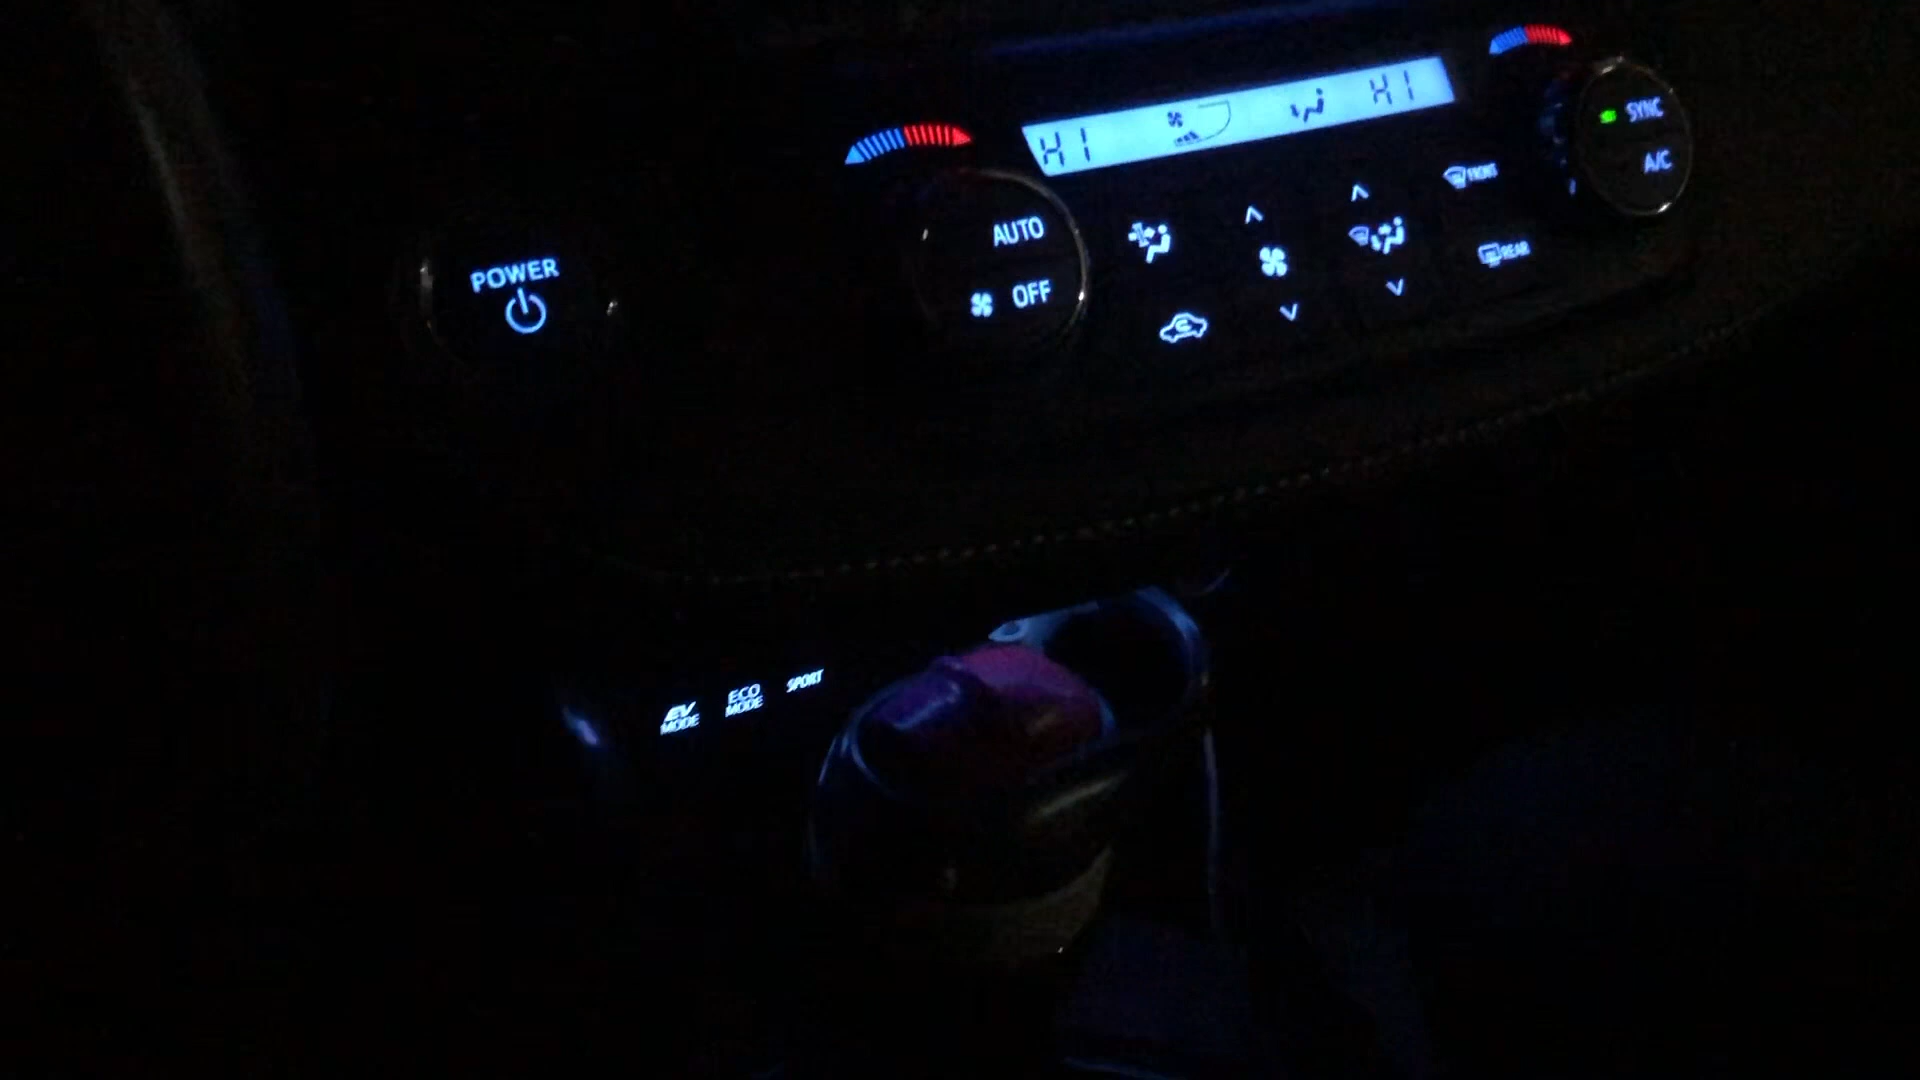 HI
HI
SYNC
A/C
AUTO
OFF
FRONT
REAR
POWER
EV
MODE
ECO
MODE
SPORT